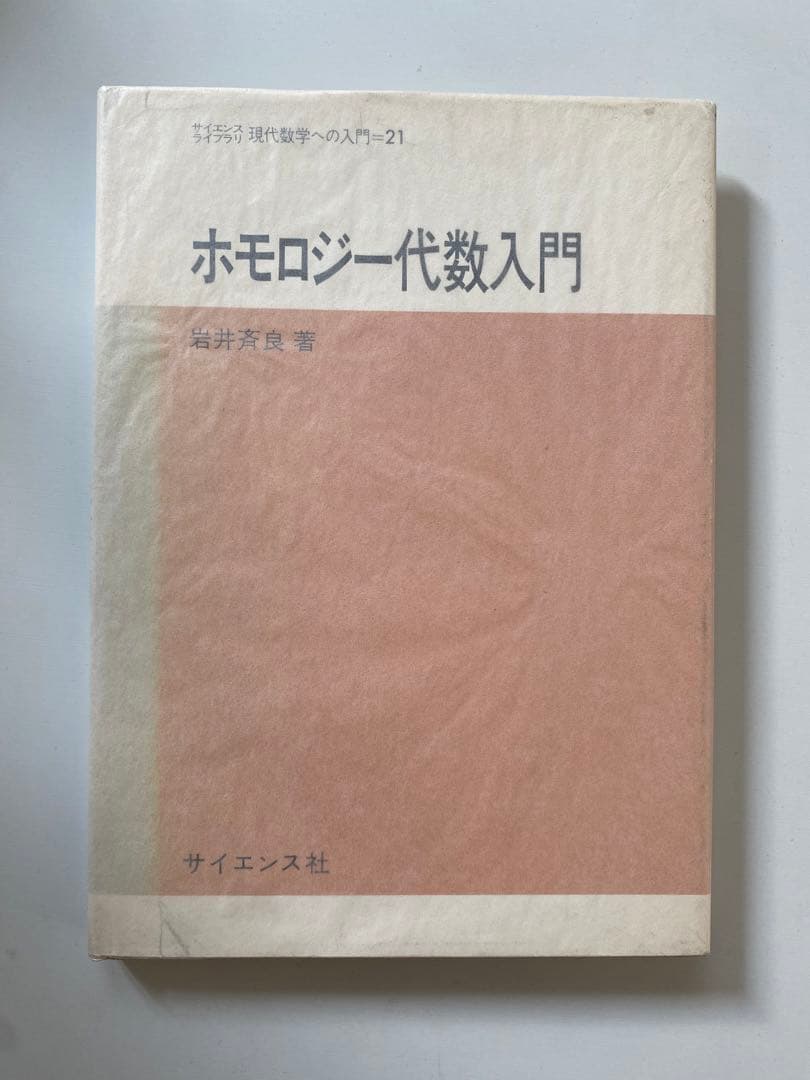 サイエンス
ライブラリ 現代数学への入門=21
ホモロジー代数入門
岩井斉良 著
サイエンス社